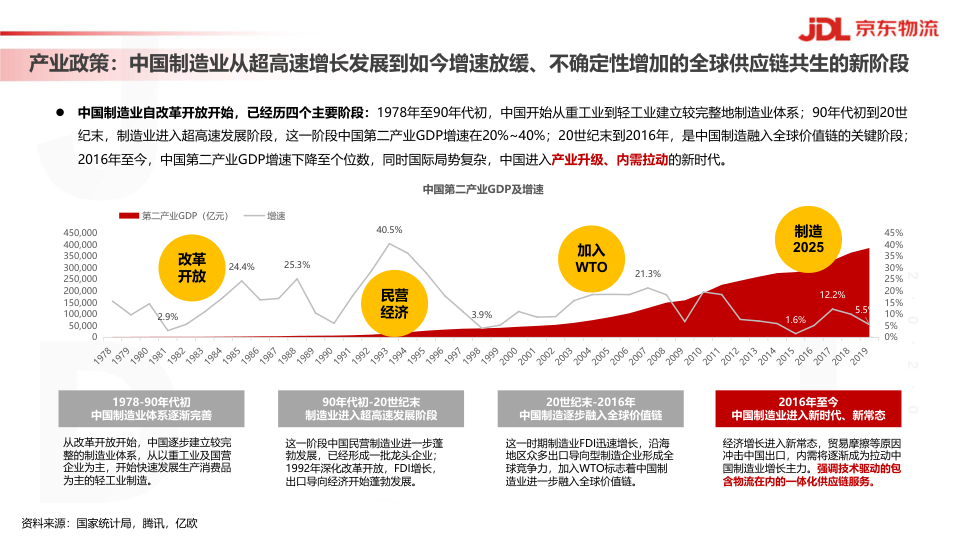 JDL 京东物流
产业政策：中国制造业从超高速增长发展到如今增速放缓、不确定性增加的全球供应链共生的新阶段
● 中国制造业自改革开放开始，已经历四个主要阶段：1978年至90年代初，中国开始从重工业到轻工业建立较完整地制造业体系；90年代初到20世
纪末，制造业进入超高速发展阶段，这一阶段中国第二产业GDP增速在20%~40%；20世纪末到2016年，是中国制造融入全球价值链的关键阶段；
2016年至今，中国第二产业GDP增速下降至个位数，同时国际局势复杂，中国进入产业升级、内需拉动的新时代。
中国第二产业GDP及增速
第二产业GDP（亿元） 增速
450,000
400,000
350,000
300,000
250,000
200,000
150,000
100,000
50,000
0
45%
40%
35%
30%
25%
20%
15%
10%
5%
0%
改革
开放
民营
经济
加入
WTO
制造
2025
2.9%
24.4%
25.3%
40.5%
3.9%
21.3%
1.6%
12.2%
5.5%
1978 1979 1980 1981 1982 1983 1984 1985 1986 1987 1988 1989 1990 1991 1992 1993 1994 1995 1996 1997 1998 1999 2000 2001 2002 2003 2004 2005 2006 2007 2008 2009 2010 2011 2012 2013 2014 2015 2016 2017 2018 2019
1978-90年代初
中国制造业体系逐渐完善
从改革开放开始，中国逐步建立较完
整的制造业体系，从以重工业及国营
企业为主，开始快速发展生产消费品
为主的轻工业制造。
90年代初-20世纪末
制造业进入超高速发展阶段
这一阶段中国民营制造业进一步蓬
勃发展，已经形成一批龙头企业；
1992年深化改革开放，FDI增长，
出口导向经济开始蓬勃发展。
20世纪末-2016年
中国制造逐步融入全球价值链
这一时期制造业FDI迅速增长，沿海
地区众多出口导向型制造企业形成全
球竞争力，加入WTO标志着中国制
造业进一步融入全球价值链。
2016年至今
中国制造业进入新时代、新常态
经济增长进入新常态，贸易摩擦等原因
冲击中国出口，内需将逐渐成为拉动中
国制造业增长主力。强调技术驱动的包
含物流在内的一体化供应链服务。
资料来源：国家统计局，腾讯，亿欧